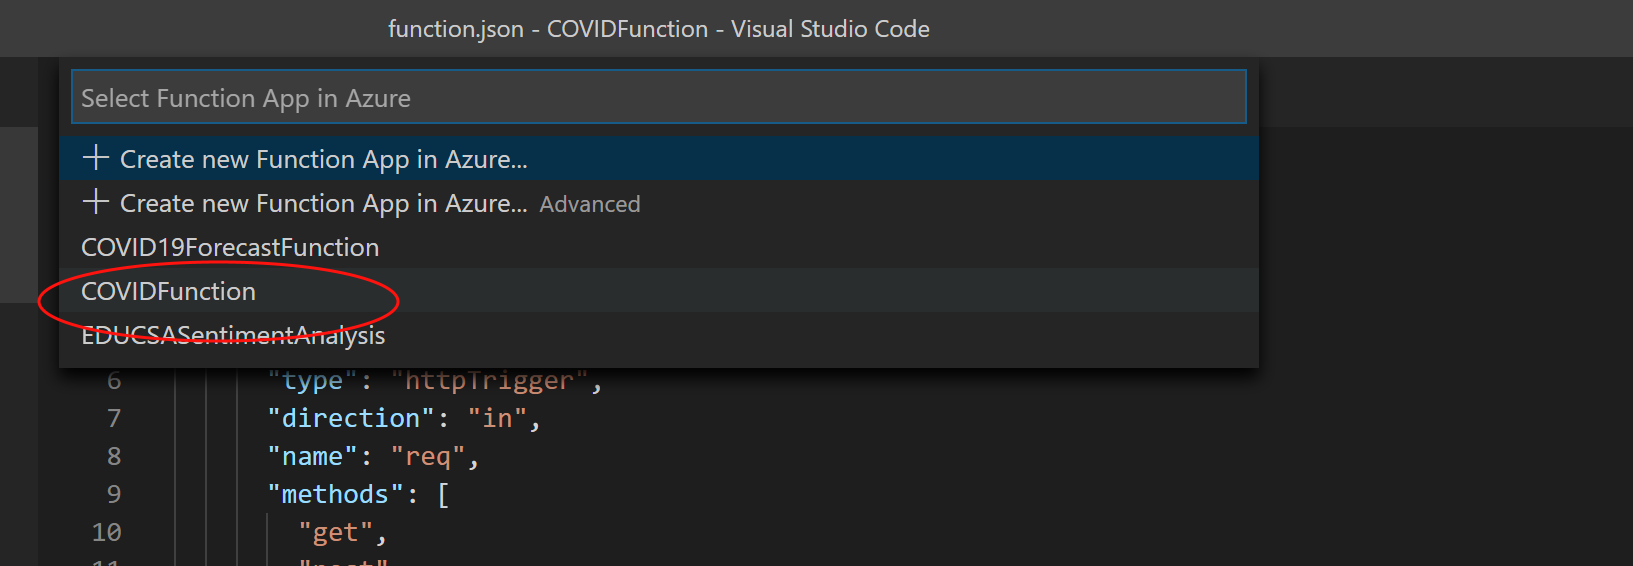 function.json - COVIDFunction - Visual Studio Code
Select Function App in Azure
+ Create new Function App in Azure...
+ Create new Function App in Azure... Advanced
COVID19ForecastFunction
COVIDFunction
EDUCSASentimentAnalysis
6 "type": "httpTrigger",
7 "direction": "in",
8 "name": "req",
9 "methods": [
10 "get",
11 "post"